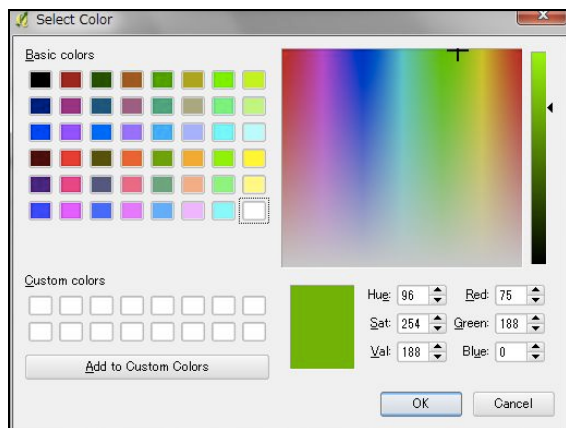 Select Color
Basic colors
Custom colors
Hue: 96 Red: 75
Sat: 254 Green: 188
Val: 188 Blue: 0
Add to Custom Colors
OK Cancel